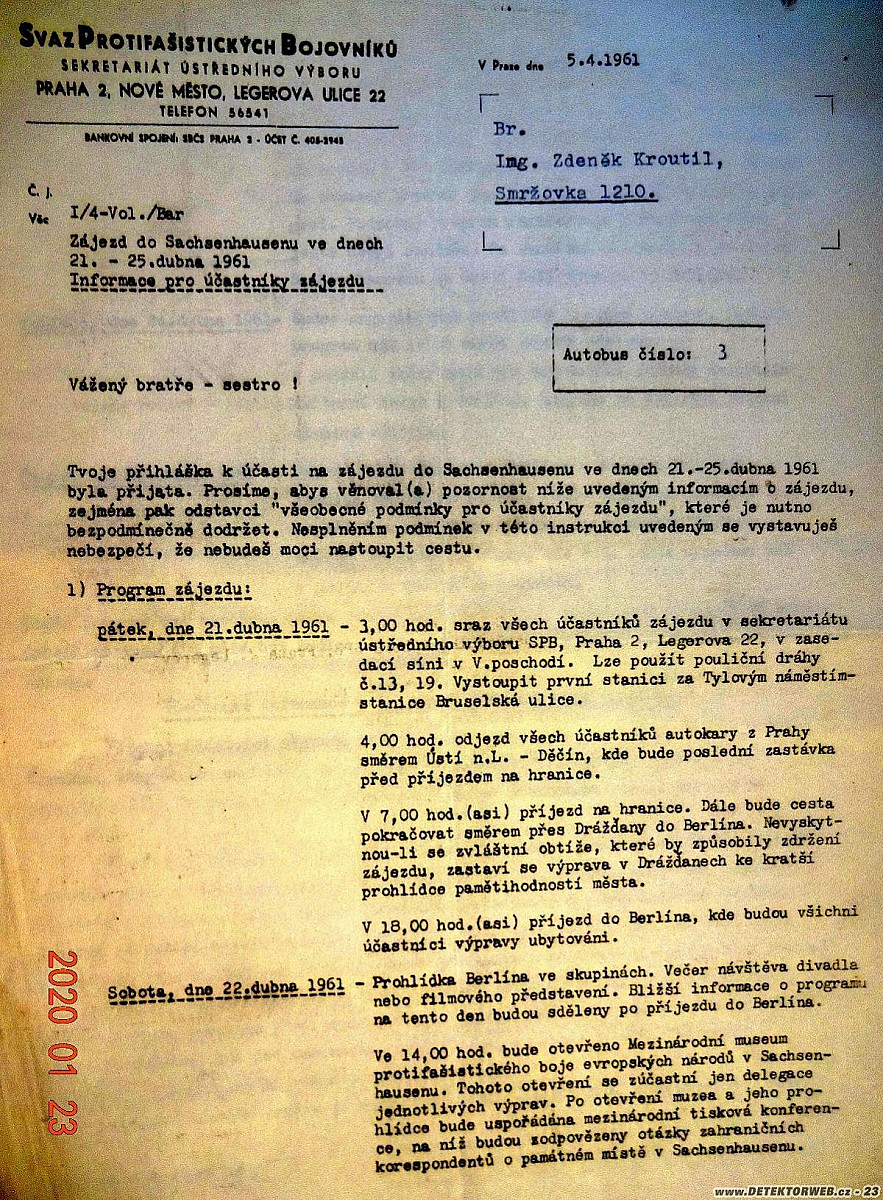 SVAZ PROTIFAŠISTICKÝCH BOJOVNÍKŮ
SEKRETARIÁT ÚSTŘEDNÍHO VÝBORU
PRAHA 2, NOVÉ MĚSTO, LEGEROVA ULICE 22
TELEFON 56541
BANKOVNÍ SPOJENÍ: SBČS PRAHA 2 - ÚČET Č.
V Praze dne 5.4.1961
Br.
Ing. Zdeněk Kroutil,
Smržovka 1210.
Č. j.
Věc I/4-Vol./Bar
Zájezd do Sachsenhausenu ve dnech
21. - 25.dubna 1961
Informace pro účastníky zájezdu
Autobus číslo: 3
Vážený bratře - sestro !
Tvoje přihláška k účasti na zájezdu do Sachsenhausenu ve dnech 21.-25.dubna 1961
byla přijata. Prosíme, abys věnoval(a) pozornost níže uvedeným informacím o zájezdu,
zejména pak odstavci "všeobecné podmínky pro účastníky zájezdu", které je nutno
bezpodmínečně dodržet. Nesplněním podmínek v této instrukci uvedeným se vystavuješ
nebezpečí, že nebudeš moci nastoupit cestu.
1) Program zájezdu:
pátek, dne 21.dubna 1961 - 3,00 hod. sraz všech účastníků zájezdu v sekretariátu
ústředního výboru SPB, Praha 2, Legerova 22, v zase-
dací síni v V.poschodí. Lze použít pouliční dráhy
č.13, 19. Vystoupit první stanici za Tylovým náměstím-
stanice Bruselská ulice.
4,00 hod. odjezd všech účastníků autokary z Prahy
směrem Ústí n.L. - Děčín, kde bude poslední zastávka
před příjezdem na hranice.
V 7,00 hod.(asi) příjezd na hranice. Dále bude cesta
pokračovat směrem přes Drážďany do Berlína. Nevyskyt-
nou-li se zvláštní obtíže, které by způsobily zdržení
zájezdu, zastaví se výprava v Drážďanech ke kratší
prohlídce pamětihodností města.
V 18,00 hod.(asi) příjezd do Berlína, kde budou všichni
účastníci výpravy ubytováni.
Sobota, dne 22.dubna 1961 - Prohlídka Berlína ve skupinách. Večer návštěva divadla
nebo filmového představení. Bližší informace o programu
na tento den budou sděleny po příjezdu do Berlína.
Ve 14,00 hod. bude otevřeno Mezinárodní museum
protifašistického boje evropských národů v Sachsen-
hausenu. Tohoto otevření se zúčastní jen delegace
jednotlivých výprav. Po otevření muzea a jeho pro-
hlídce bude uspořádána mezinárodní tisková konferen-
ce, na níž budou zodpovězeny otázky zahraničních
korespondentů o památném místě v Sachsenhausenu.
2020 01 23
www.DETEKTORWEB.cz - 23